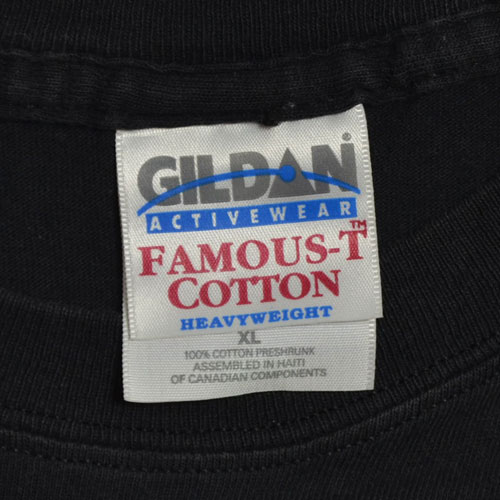 GILDAN®
ACTIVEWEAR
FAMOUS-T™
COTTON
HEAVYWEIGHT
XL
100% COTTON PRESHRUNK
ASSEMBLED IN HAITI
OF CANADIAN COMPONENTS